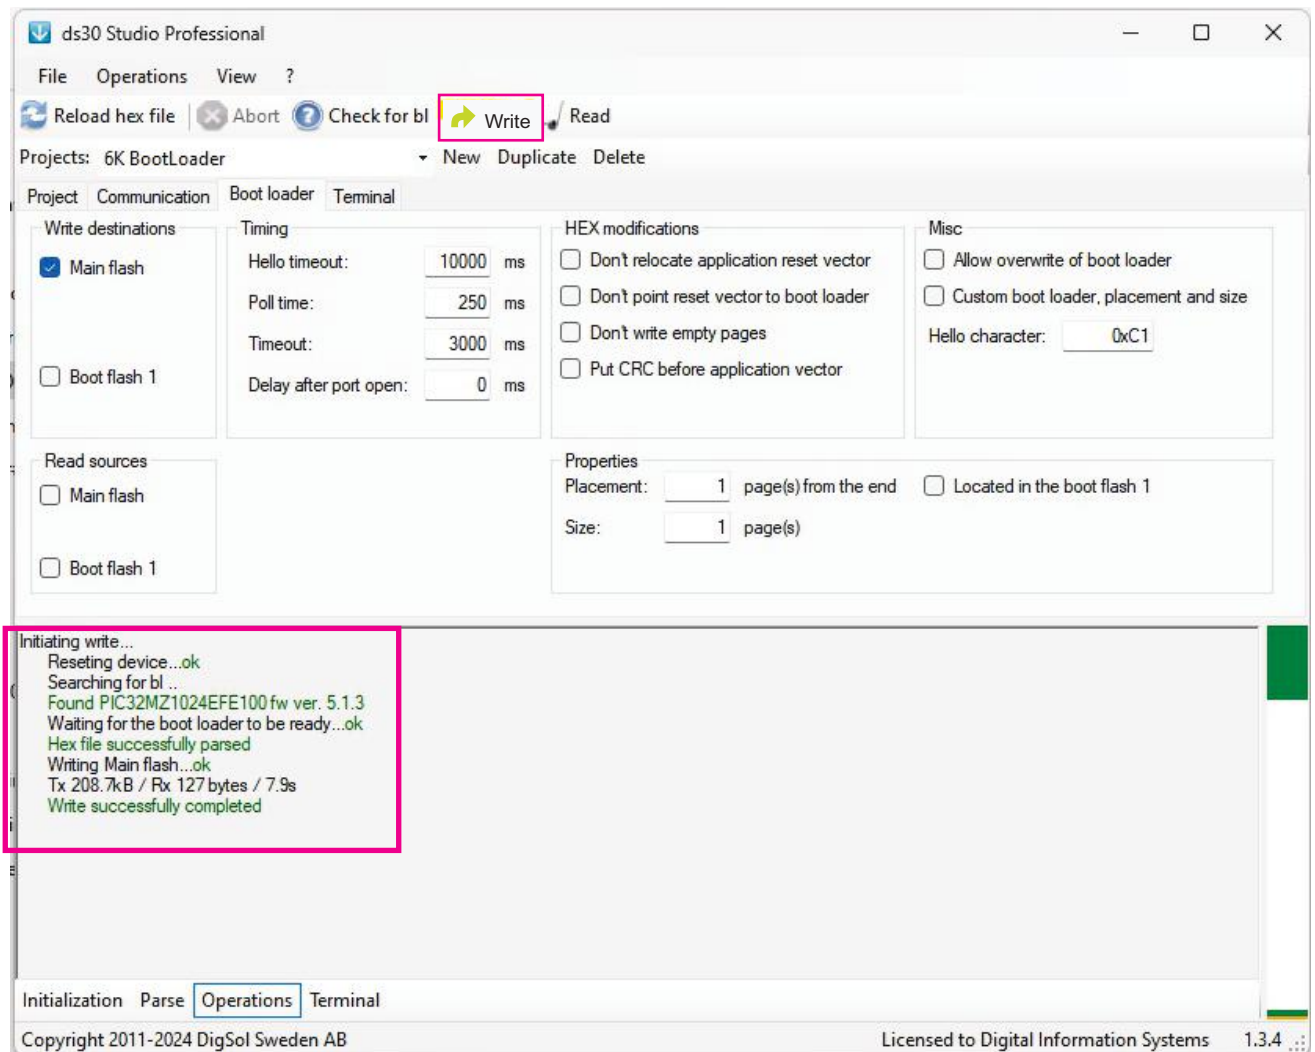 ds30 Studio Professional
File Operations View ?
Reload hex file Abort Check for bl Write Read
Projects: 6K BootLoader New Duplicate Delete
Project Communication Boot loader Terminal
Write destinations
Main flash
Boot flash 1
Timing
Hello timeout: 10000 ms
Poll time: 250 ms
Timeout: 3000 ms
Delay after port open: 0 ms
HEX modifications
Don't relocate application reset vector
Don't point reset vector to boot loader
Don't write empty pages
Put CRC before application vector
Misc
Allow overwrite of boot loader
Custom boot loader, placement and size
Hello character: 0xC1
Read sources
Main flash
Boot flash 1
Properties
Placement: 1 page(s) from the end
Located in the boot flash 1
Size: 1 page(s)
Initiating write...
Reseting device...ok
Searching for bl ..
Found PIC32MZ1024EFE100 fw ver. 5.1.3
Waiting for the boot loader to be ready...ok
Hex file successfully parsed
Writing Main flash...ok
Tx 208.7kB / Rx 127 bytes / 7.9s
Write successfully completed
Initialization Parse Operations Terminal
Copyright 2011-2024 DigSol Sweden AB
Licensed to Digital Information Systems 1.3.4